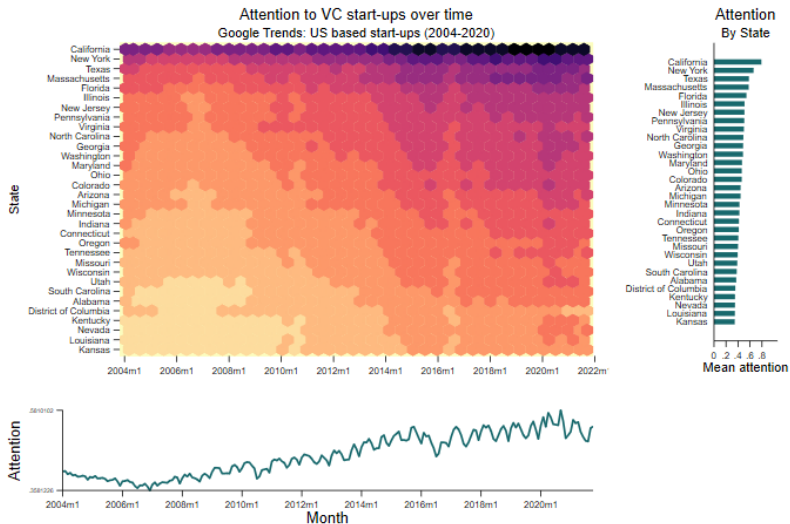 Attention to VC start-ups over time
Google Trends: US based start-ups (2004-2020)
State
California
New York
Texas
Massachusetts
Florida
Illinois
New Jersey
Pennsylvania
Virginia
North Carolina
Georgia
Washington
Maryland
Ohio
Colorado
Arizona
Michigan
Minnesota
Indiana
Connecticut
Oregon
Tennessee
Missouri
Wisconsin
Utah
South Carolina
Alabama
District of Columbia
Kentucky
Nevada
Louisiana
Kansas
2004m1 2006m1 2008m1 2010m1 2012m1 2014m1 2016m1 2018m1 2020m1 2022m1
Attention
By State
California
New York
Texas
Massachusetts
Florida
Illinois
New Jersey
Pennsylvania
Virginia
North Carolina
Georgia
Washington
Maryland
Ohio
Colorado
Arizona
Michigan
Minnesota
Indiana
Connecticut
Oregon
Tennessee
Missouri
Wisconsin
Utah
South Carolina
Alabama
District of Columbia
Kentucky
Nevada
Louisiana
Kansas
0 .2 .4 .6 .8
Mean attention
Attention
2004m1 2006m1 2008m1 2010m1 2012m1 2014m1 2016m1 2018m1 2020m1
Month